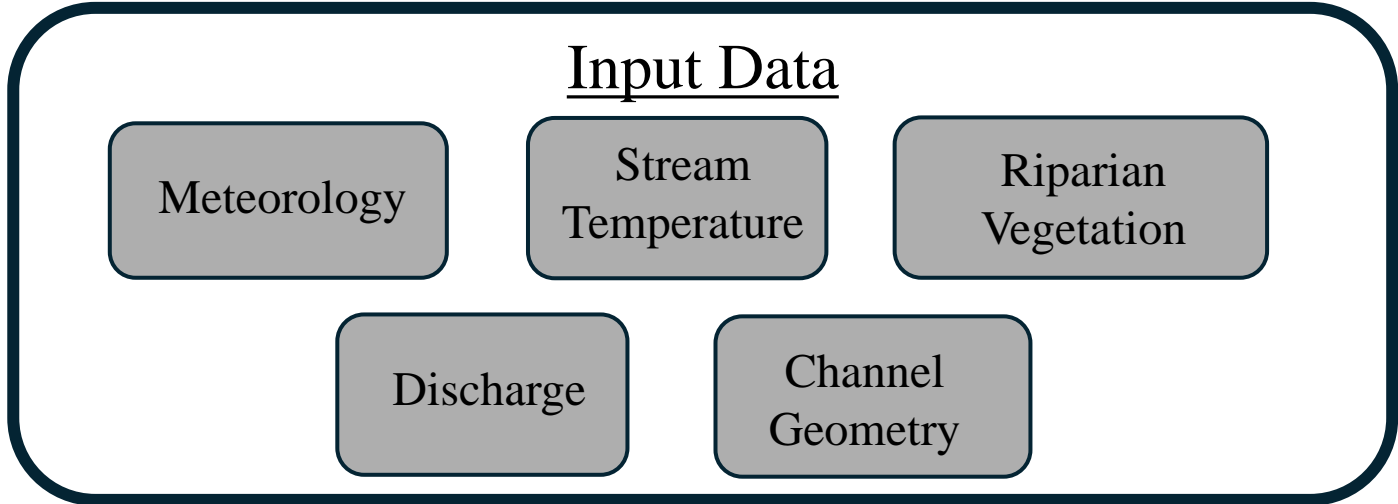 Input Data
Meteorology
Stream
Temperature
Riparian
Vegetation
Discharge
Channel
Geometry